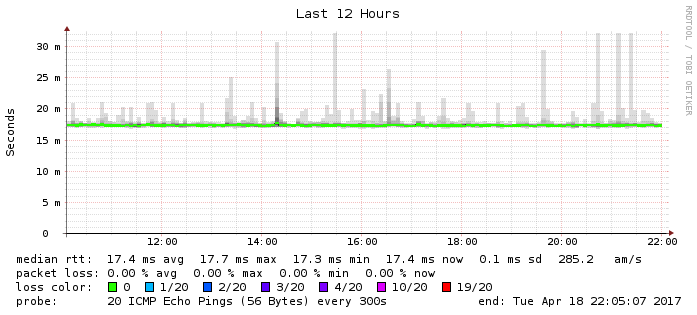 Last 12 Hours
RRDTOOL / TOBI OETIKER
Seconds
30 m
25 m
20 m
15 m
10 m
5 m
0
12:00 14:00 16:00 18:00 20:00 22:00
median rtt: 17.4 ms avg 17.7 ms max 17.3 ms min 17.4 ms now 0.1 ms sd 285.2 am/s
packet loss: 0.00 % avg 0.00 % max 0.00 % min 0.00 % now
loss color: 0 1/20 2/20 3/20 4/20 10/20 19/20
probe: 20 ICMP Echo Pings (56 Bytes) every 300s end: Tue Apr 18 22:05:07 2017